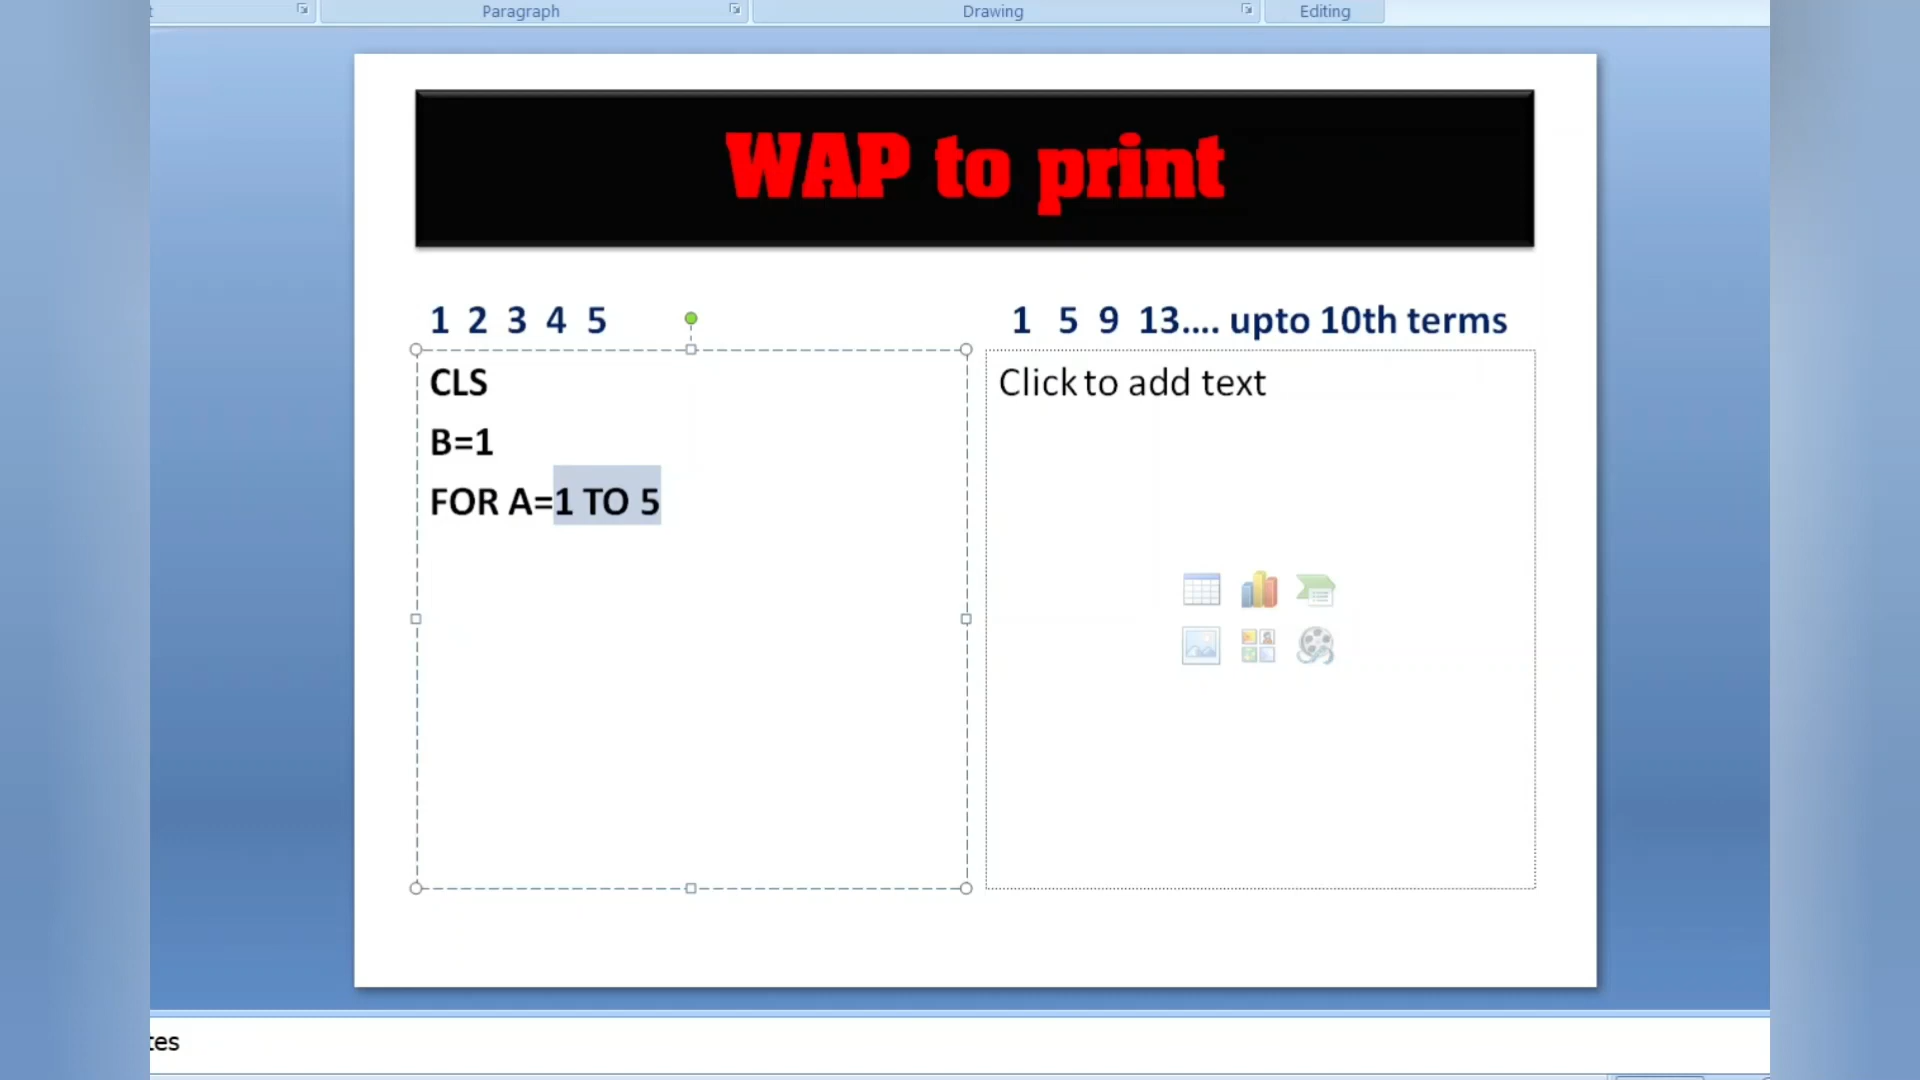 Paragraph
Drawing
Editing
WAP to print
1 2 3 4 5
1 5 9 13.... upto 10th terms
CLS
B=1
FOR A=1 TO 5
Click to add text